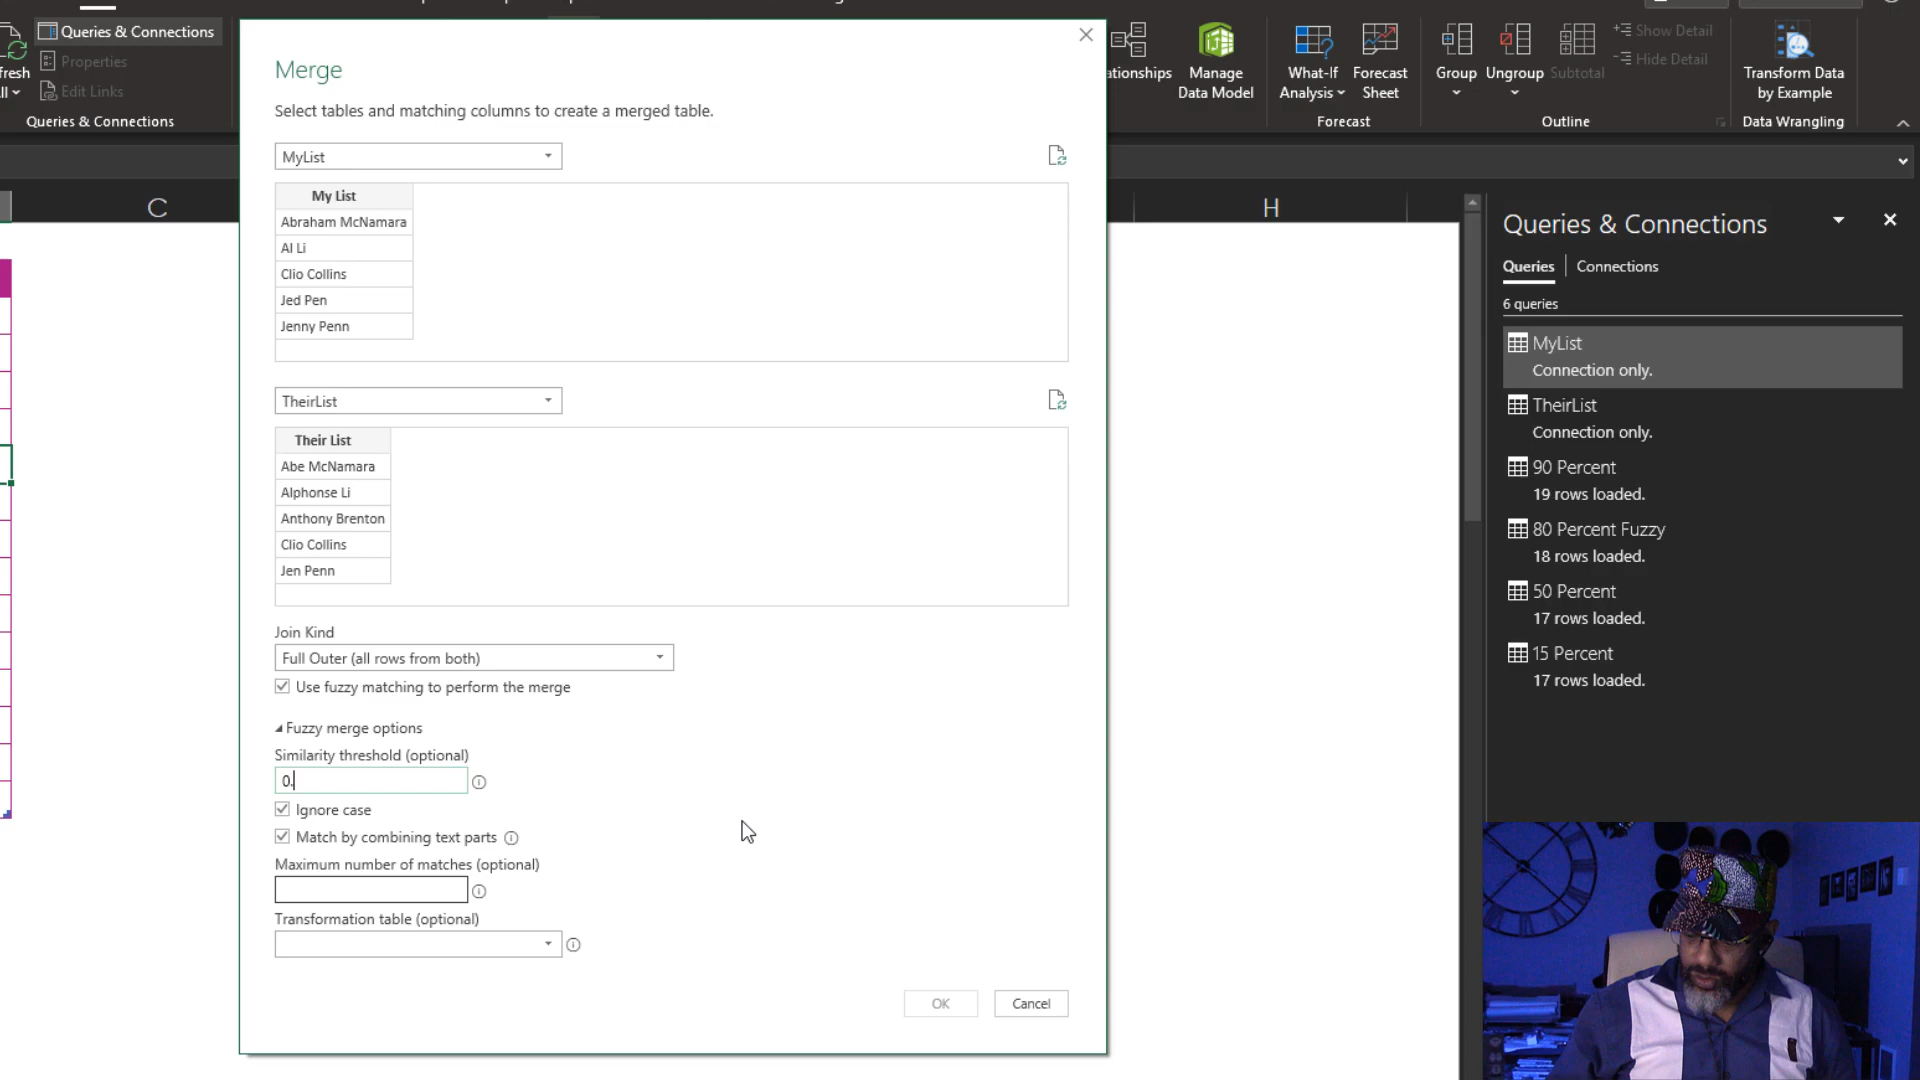 Queries & Connections
Properties
Edit Links
Queries & Connections
Manage
Data Model
What-If
Analysis
Forecast
Sheet
Forecast
Group
Ungroup
Subtotal
Show Detail
Hide Detail
Outline
Transform Data
by Example
Data Wrangling
C
H
Merge
Select tables and matching columns to create a merged table.
MyList
My List
Abraham McNamara
Al Li
Clio Collins
Jed Pen
Jenny Penn
TheirList
Their List
Abe McNamara
Alphonse Li
Anthony Brenton
Clio Collins
Jen Penn
Join Kind
Full Outer (all rows from both)
Use fuzzy matching to perform the merge
Fuzzy merge options
Similarity threshold (optional)
0.
Ignore case
Match by combining text parts
Maximum number of matches (optional)
Transformation table (optional)
OK
Cancel
Queries & Connections
Queries
Connections
6 queries
MyList
Connection only.
TheirList
Connection only.
90 Percent
19 rows loaded.
80 Percent Fuzzy
18 rows loaded.
50 Percent
17 rows loaded.
15 Percent
17 rows loaded.